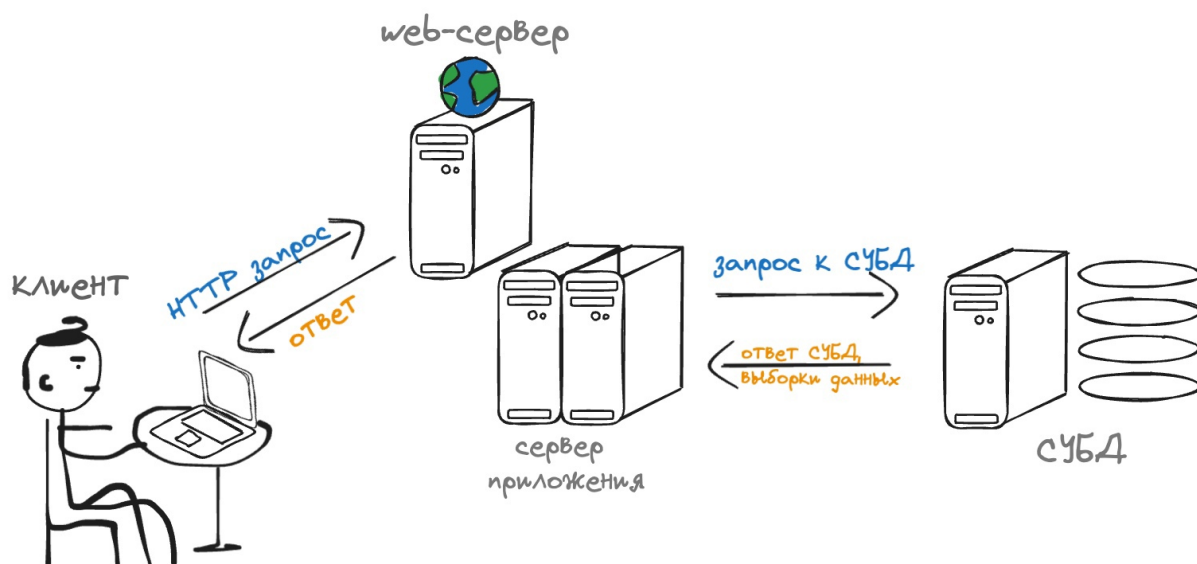 web-сервер
клиент
HTTP запрос
ответ
запрос к СУБД
ответ СУБД,
выборки данных
сервер
приложения
СУБД